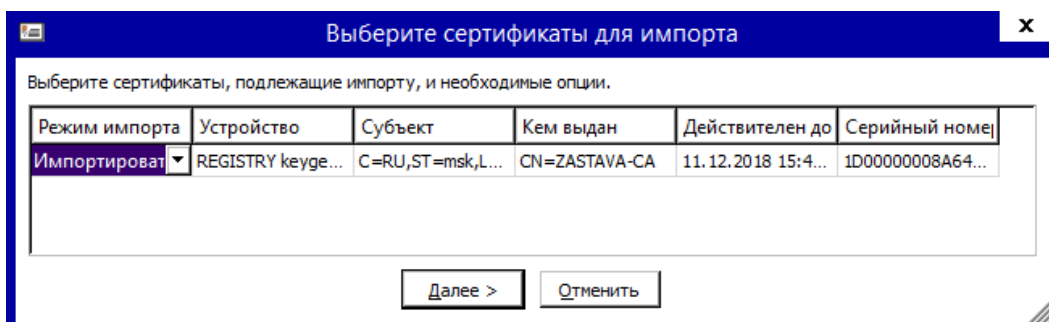 Выберите сертификаты для импорта
x
Выберите сертификаты, подлежащие импорту, и необходимые опции.
Режим импорта Устройство Субъект Кем выдан Действителен до Серийный номер
Импортироват REGISTRY keyge... C=RU,ST=msk,L... CN=ZASTAVA-CA 11.12.2018 15:4... 1D00000008A64...
Далее > Отменить